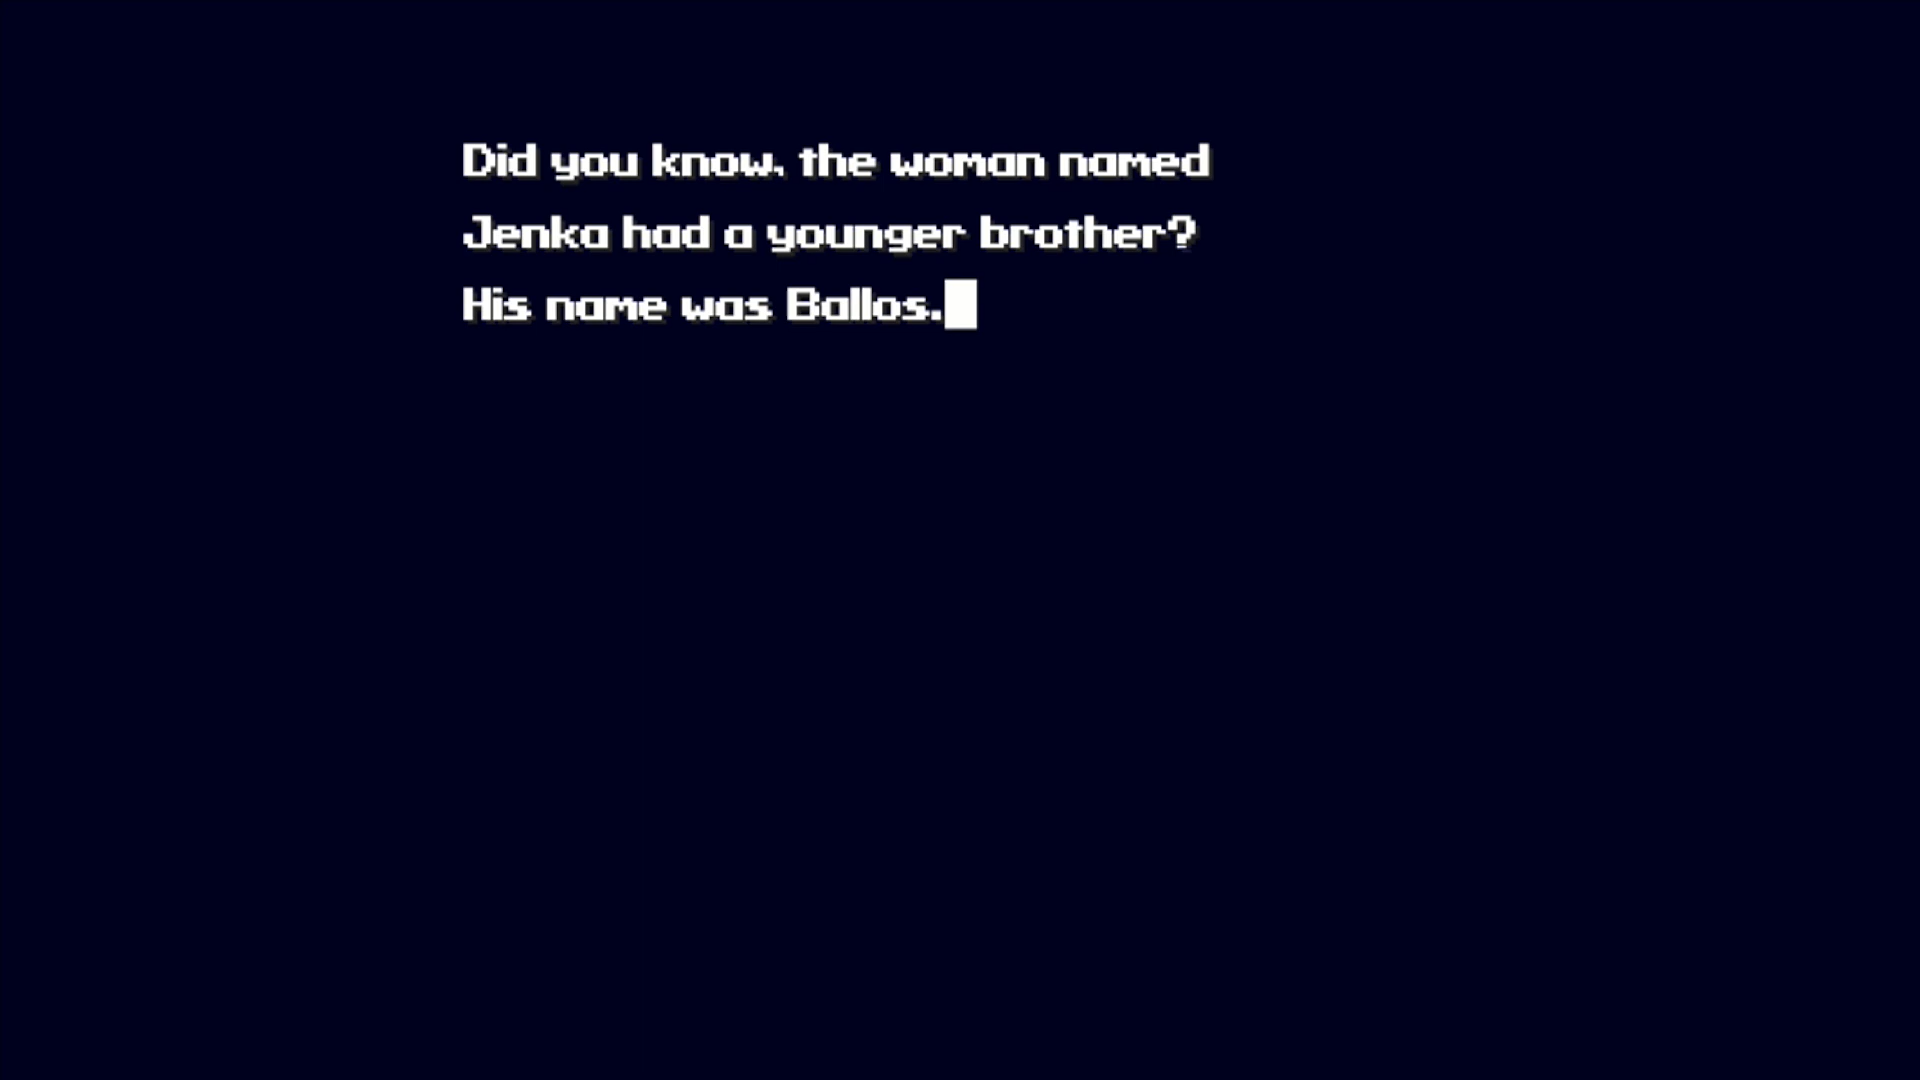 Did you know, the woman named
Jenka had a younger brother?
His name was Ballos.